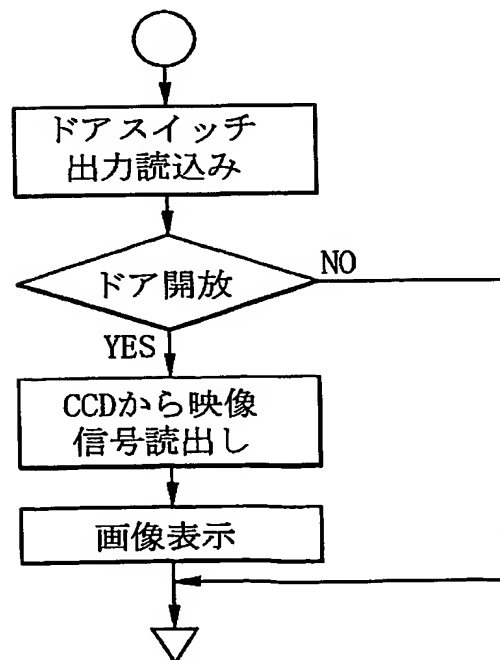 ドアスイッチ
出力読込み
ドア開放
NO
YES
CCDから映像
信号読出し
画像表示